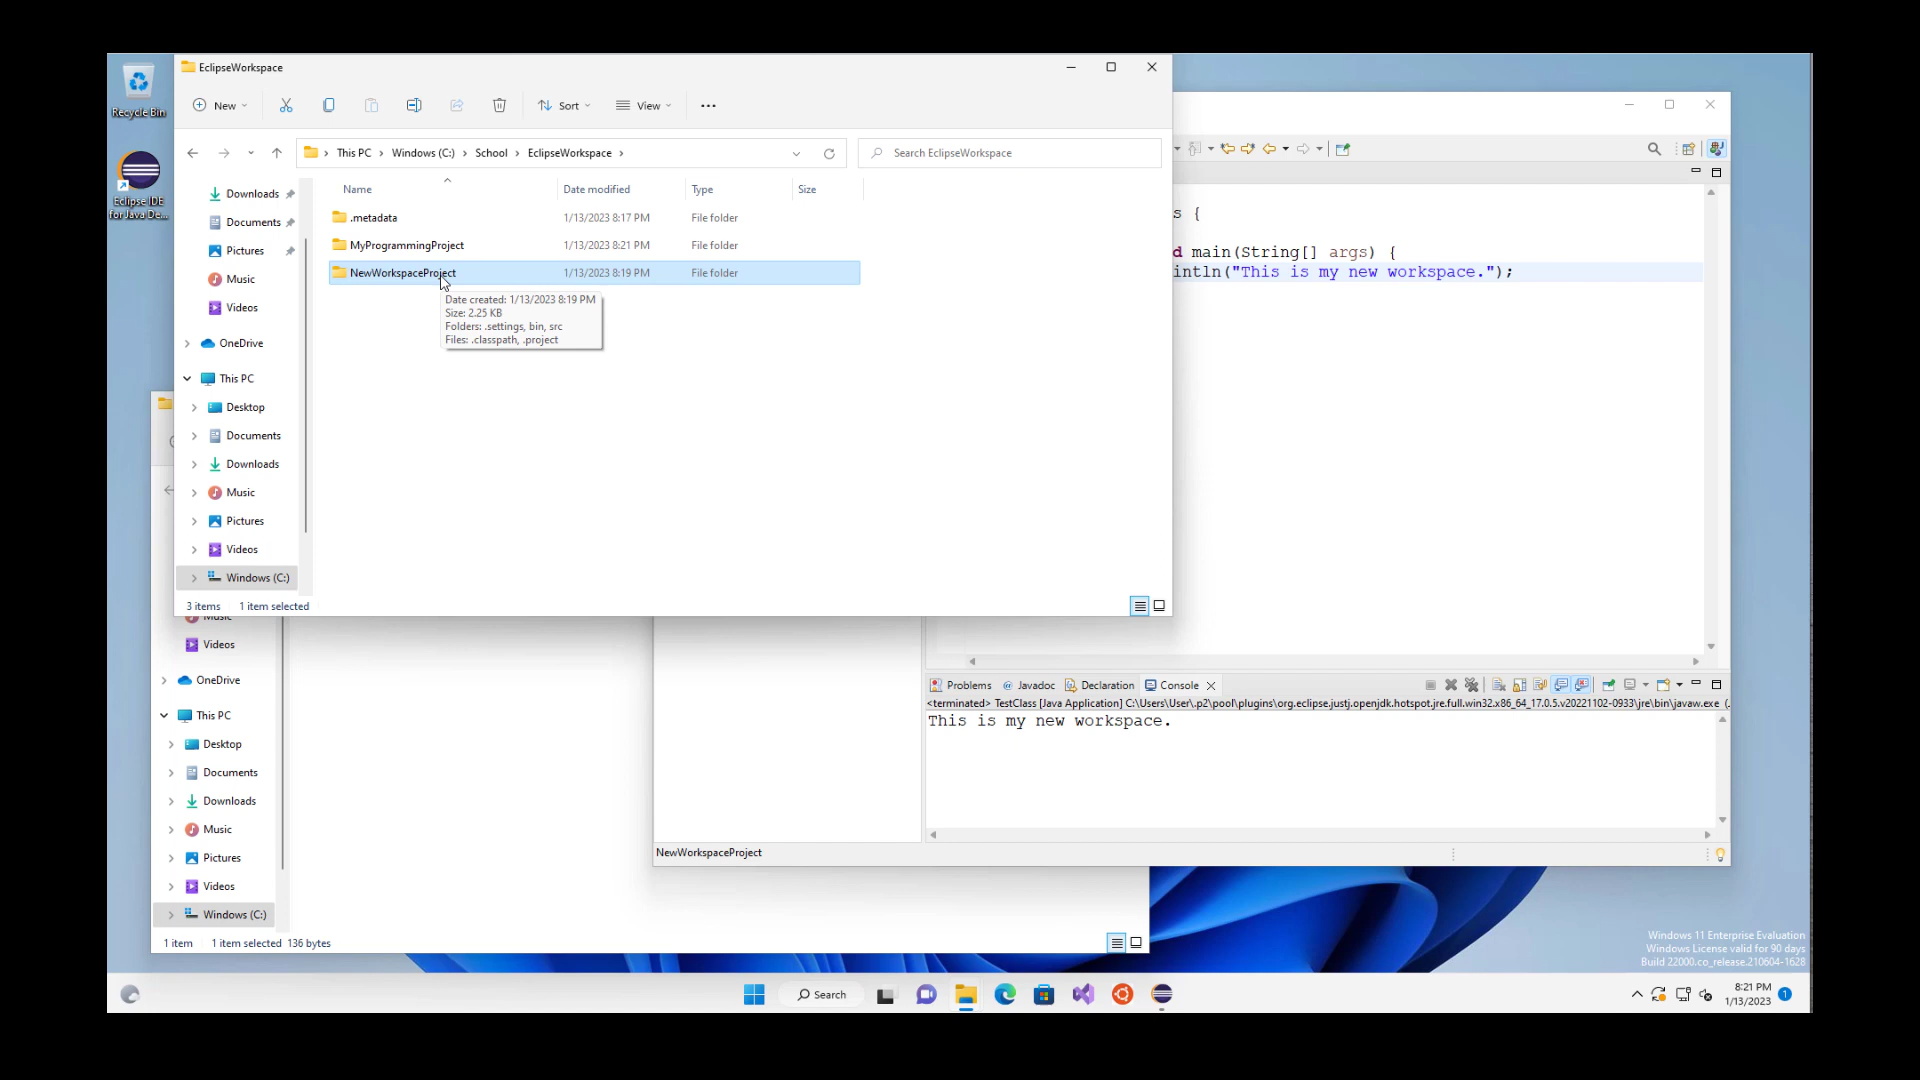 Recycle Bin
Eclipse IDE
for Java De...
EclipseWorkspace
New
Sort
View
This PC
Windows (C:)
School
EclipseWorkspace
Search EclipseWorkspace
Name
Date modified
Type
Size
.metadata
1/13/2023 8:17 PM
File folder
MyProgrammingProject
1/13/2023 8:21 PM
File folder
NewWorkspaceProject
1/13/2023 8:19 PM
File folder
Date created: 1/13/2023 8:19 PM
Size: 2.25 KB
Folders: .settings, bin, src
Files: .classpath, .project
Downloads
Documents
Pictures
Music
Videos
OneDrive
This PC
Desktop
Documents
Downloads
Music
Pictures
Videos
Windows (C:)
3 items
1 item selected
s {
d main(String[] args) {
intln("This is my new workspace.");
Problems
Javadoc
Declaration
Console
<terminated> TestClass [Java Application] C:\Users\User\.p2\pool\plugins\org.eclipse.justj.openjdk.hotspot.jre.full.win32.x86_64_17.0.5.v20221102-0933\jre\bin\javaw.exe (.
This is my new workspace.
NewWorkspaceProject
Music
Videos
OneDrive
This PC
Desktop
Documents
Downloads
Music
Pictures
Videos
Windows (C:)
1 item
1 item selected 136 bytes
Windows 11 Enterprise Evaluation
Windows License valid for 90 days
Build 22000.co_release.210604-1628
Search
8:21 PM
1/13/2023
1